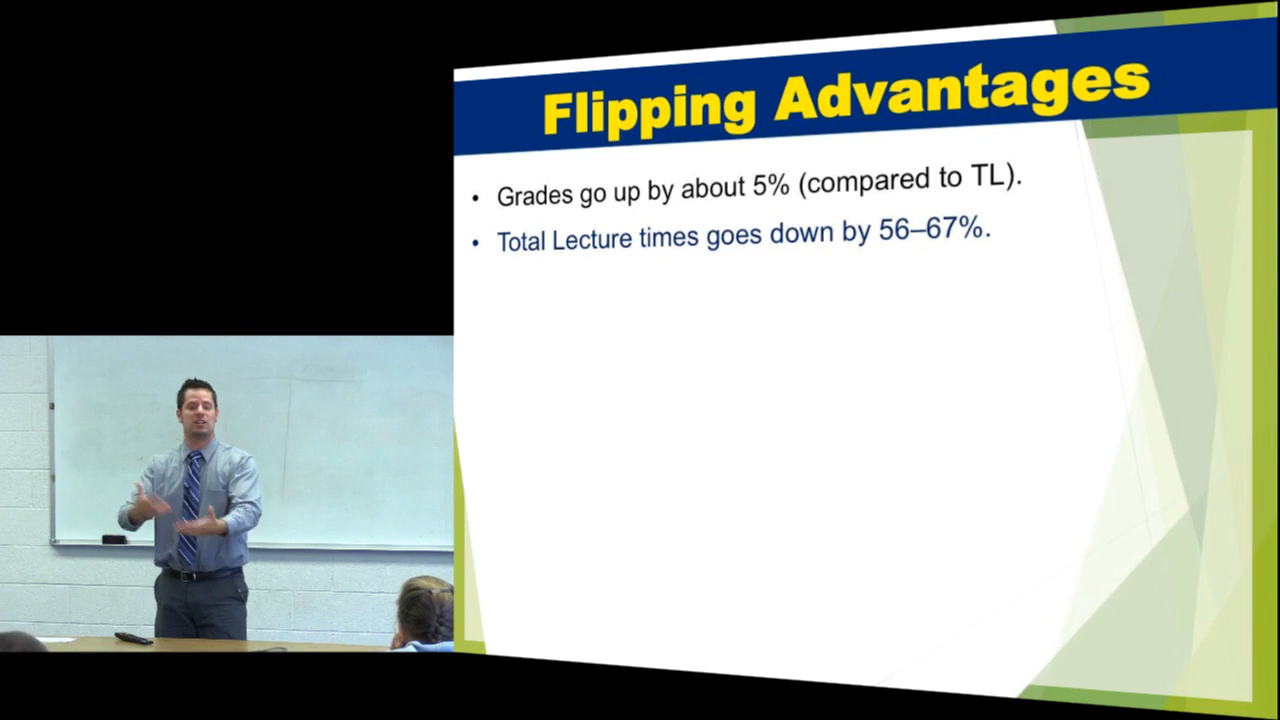 Flipping Advantages
• Grades go up by about 5% (compared to TL).
• Total Lecture times goes down by 56–67%.